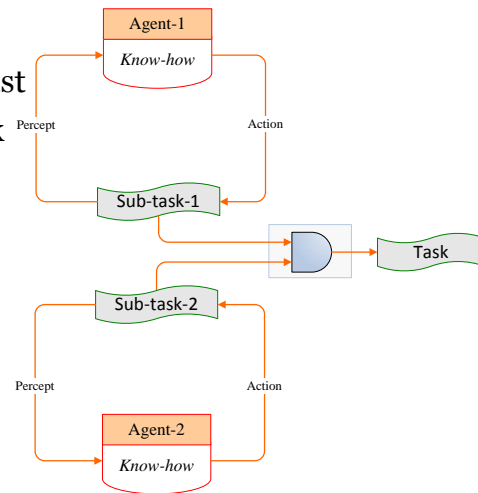 Agent-1
Know-how
Percept
Action
Sub-task-1
Task
Sub-task-2
Percept
Action
Agent-2
Know-how